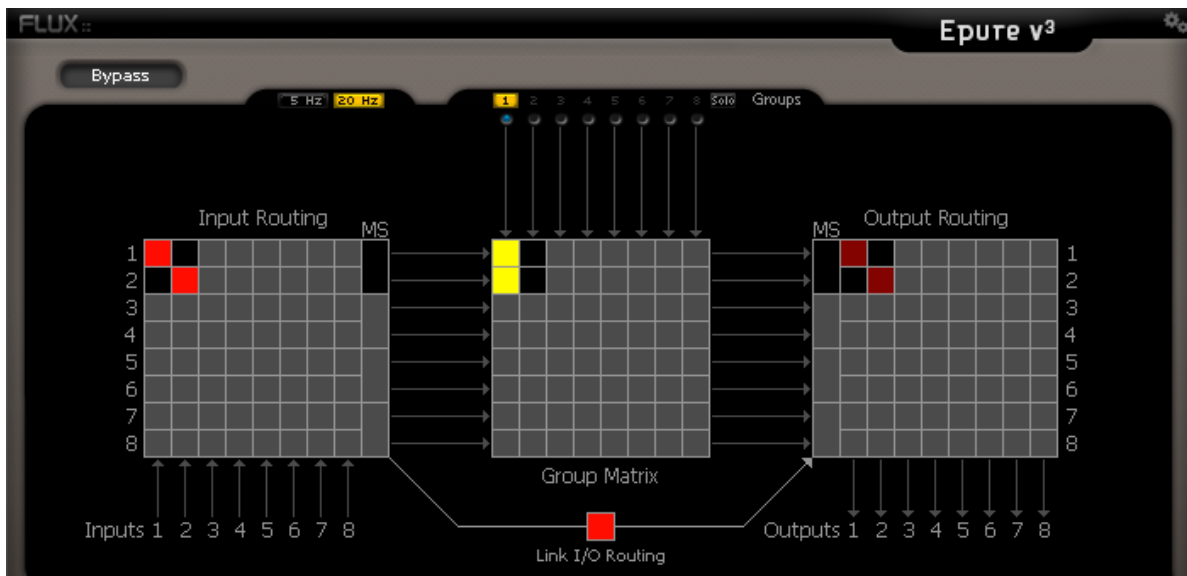 FLUX::
Epure v3
Bypass
5 Hz 20 Hz
1 2 3 4 5 6 7 8 Solo Groups
Input Routing
MS
MS
Output Routing
1 1
2 2
3 3
4 4
5 5
6 6
7 7
8 8
Group Matrix
Inputs 1 2 3 4 5 6 7 8
Outputs 1 2 3 4 5 6 7 8
Link I/O Routing